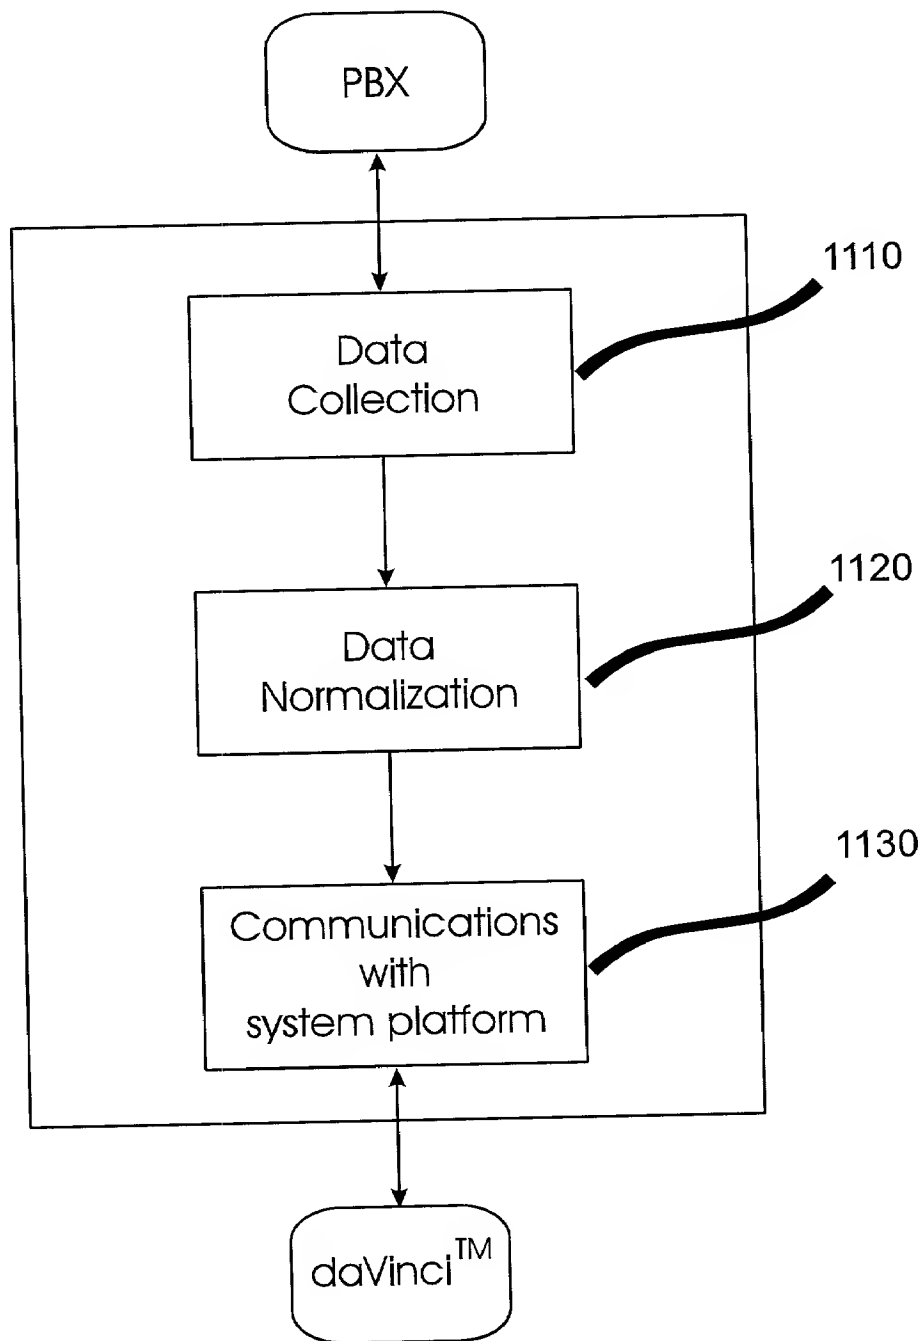 PBX
1110
Data
Collection
1120
Data
Normalization
1130
Communications
with
system platform
daVinci™